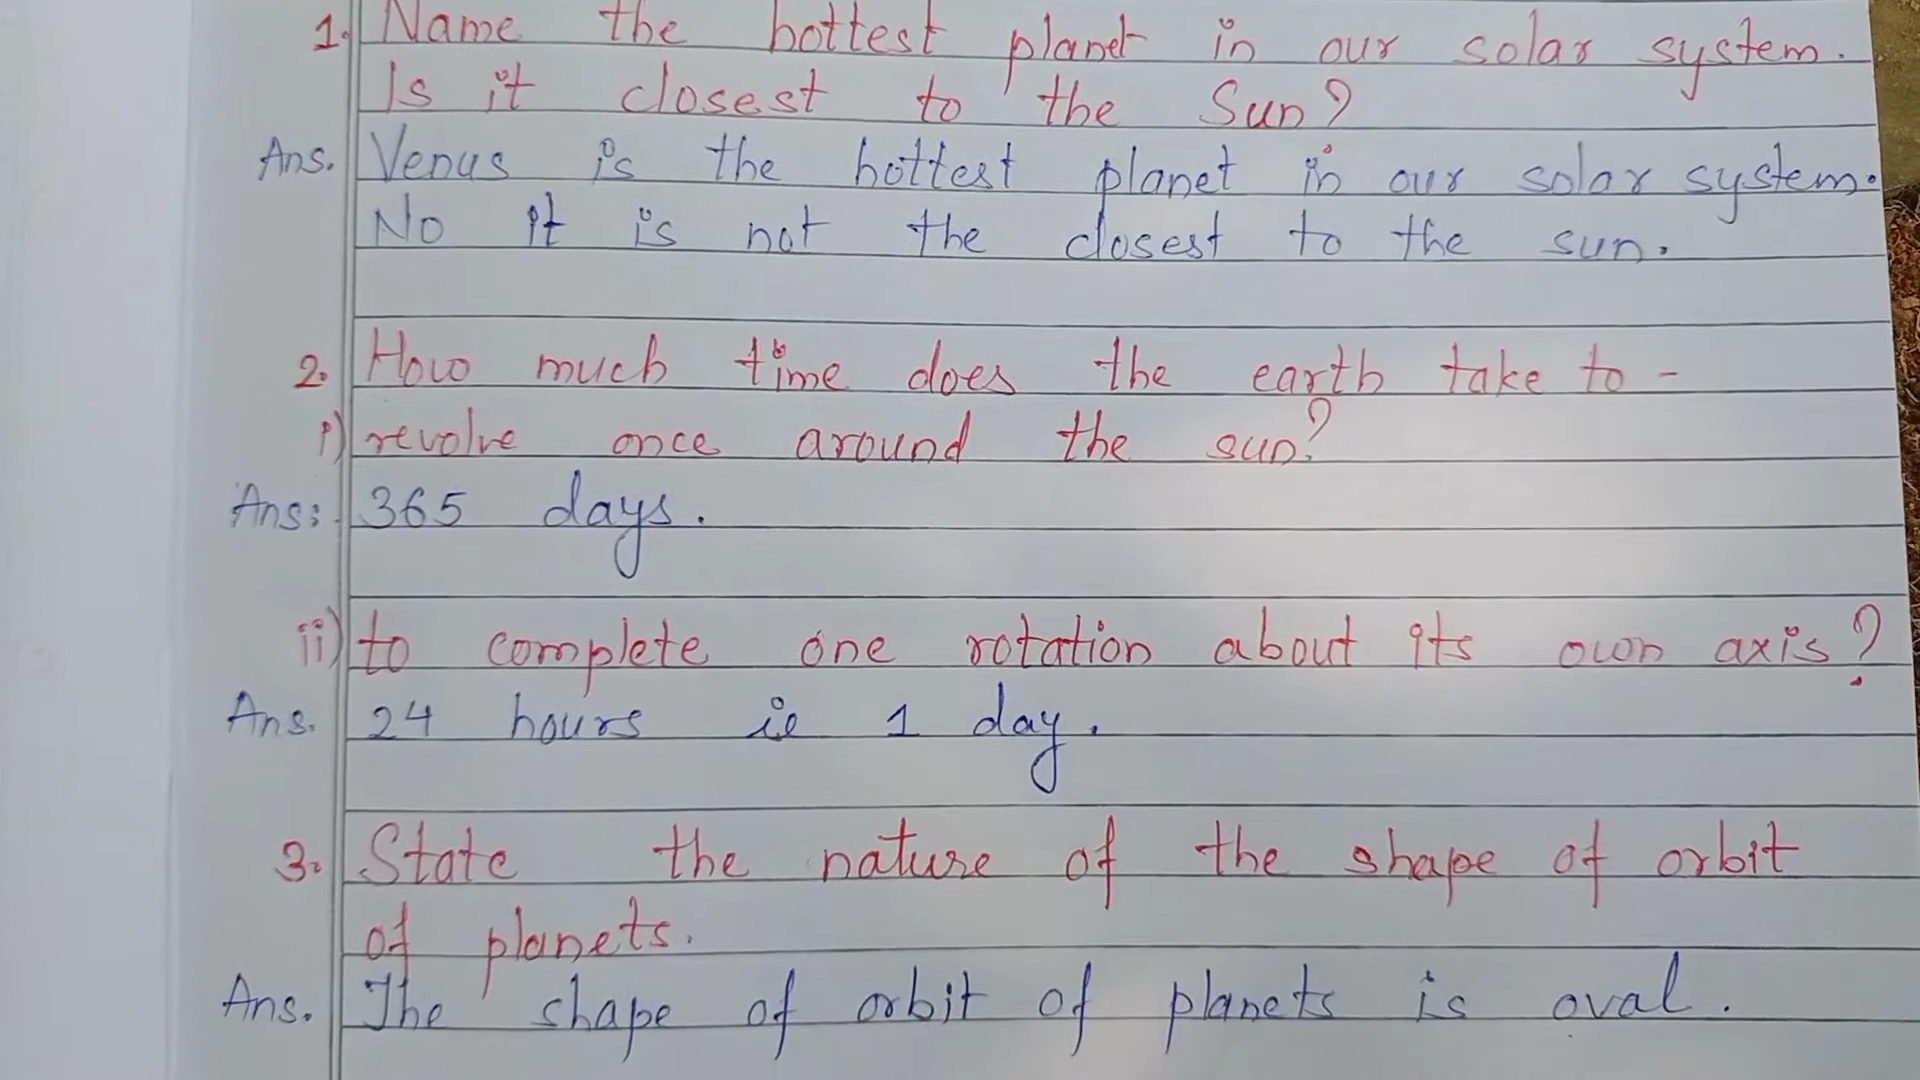 1. Name the hottest planet in our solar system.
Is it closest to the Sun?
Ans. Venus is the hottest planet in our solar system.
No it is not the closest to the sun.
2. How much time does the earth take to -
i) revolve once around the sun?
Ans: 365 days.
ii) to complete one rotation about its own axis?
Ans. 24 hours ie 1 day.
3. State the nature of the shape of orbit
of planets.
Ans. The shape of orbit of planets is oval.